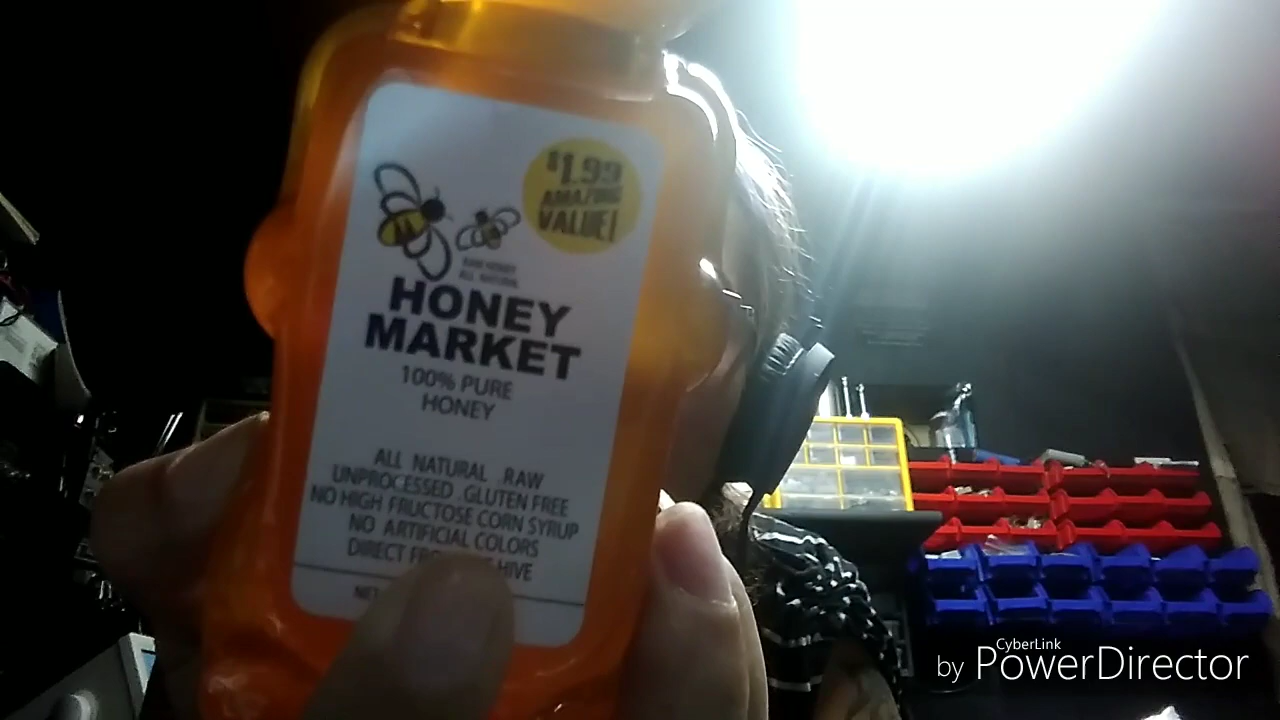 $1.99
AMAZING
VALUE!
RAW HONEY
ALL NATURAL
HONEY
MARKET
100% PURE
HONEY
ALL NATURAL . RAW
UNPROCESSED . GLUTEN FREE
NO HIGH FRUCTOSE CORN SYRUP
NO ARTIFICIAL COLORS
DIRECT HIVE
CyberLink
by PowerDirector